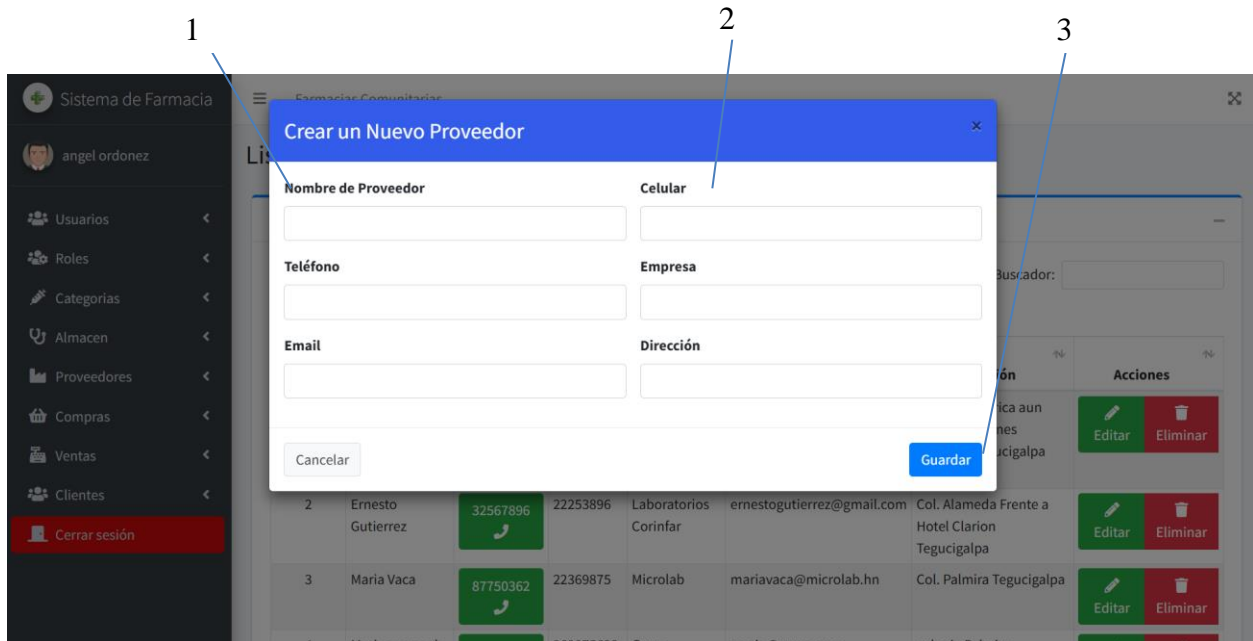 1 2 3
Sistema de Farmacia
Farmacias Comunitarias
angel ordonez
Lis
Usuarios
Roles
Categorias
Almacen
Proveedores
Compras
Ventas
Clientes
Cerrar sesión
Crear un Nuevo Proveedor ×
Nombre de Proveedor Celular
Teléfono Empresa
Email Dirección
Cancelar Guardar
Buscador:
ión Acciones
rica aun
nes
ucigalpa
Editar Eliminar
2 Ernesto Gutierrez 32567896 22253896 Laboratorios Corinfar ernestogutierrez@gmail.com Col. Alameda Frente a Hotel Clarion Tegucigalpa Editar Eliminar
3 Maria Vaca 87750362 22369875 Microlab mariavaca@microlab.hn Col. Palmira Tegucigalpa Editar Eliminar